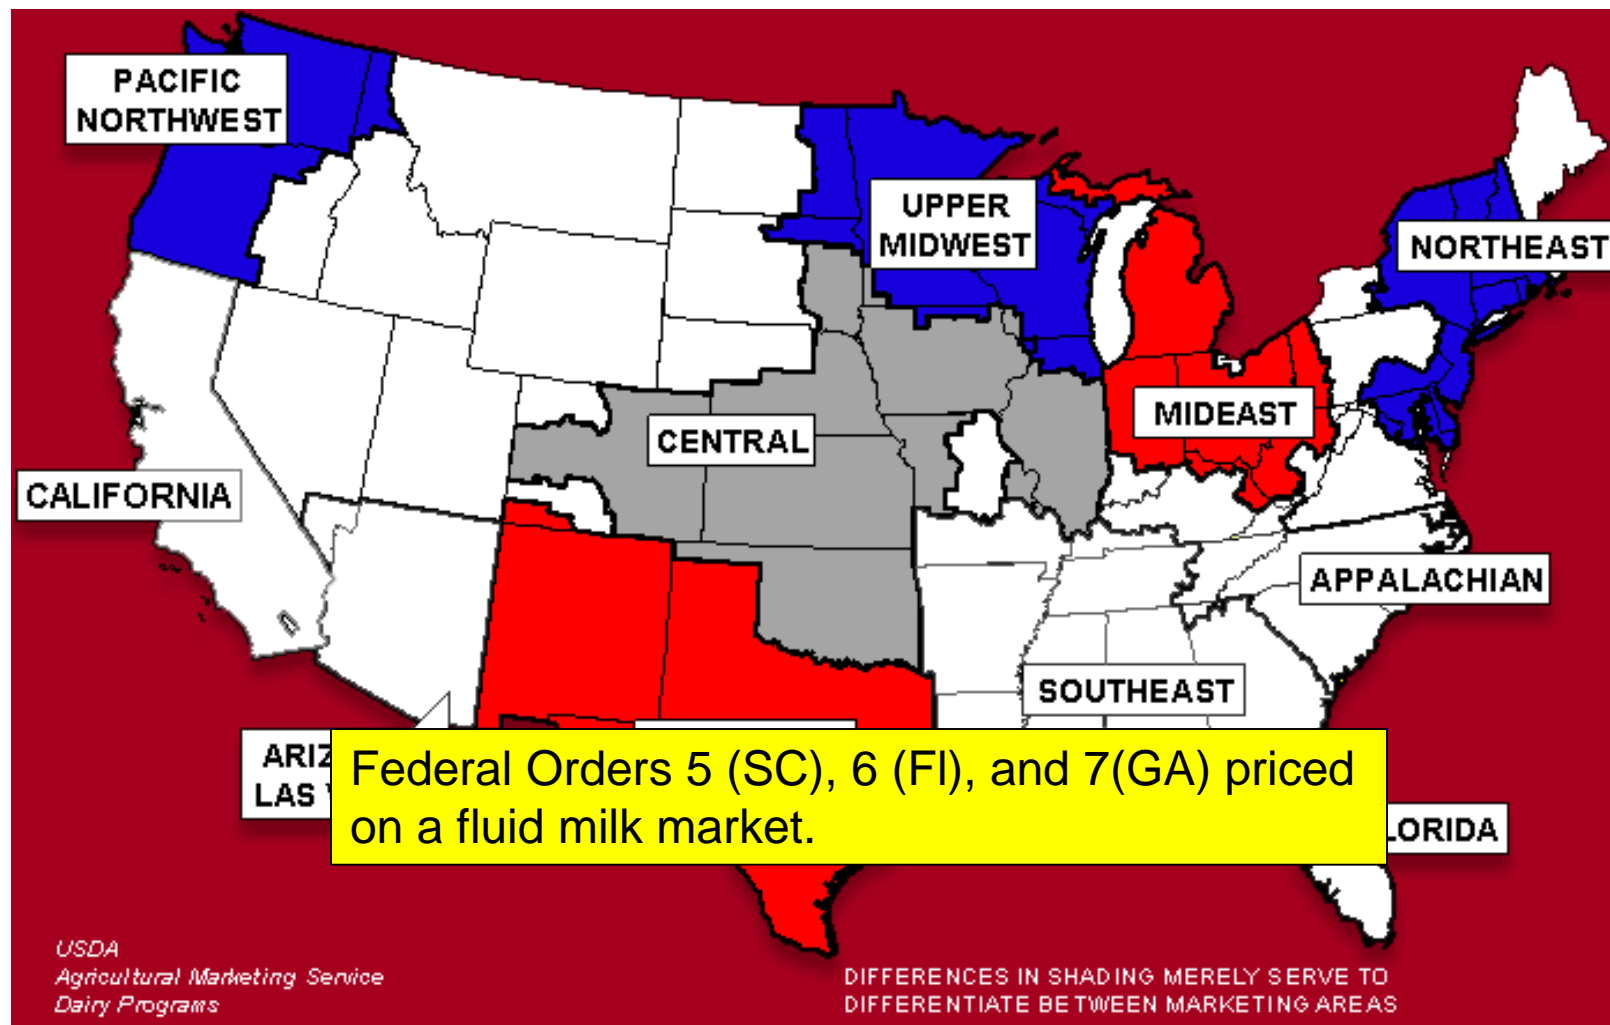 PACIFIC
NORTHWEST
UPPER
MIDWEST
NORTHEAST
MIDEAST
CENTRAL
CALIFORNIA
APPALACHIAN
SOUTHEAST
LAS
Federal Orders 5 (SC), 6 (Fl), and 7(GA) priced
on a fluid milk market.
LORIDA
USDA
Agricultural Marketing Service
Dairy Programs
DIFFERENCES IN SHADING MERELY SERVE TO
DIFFERENTIATE BETWEEN MARKETING AREAS